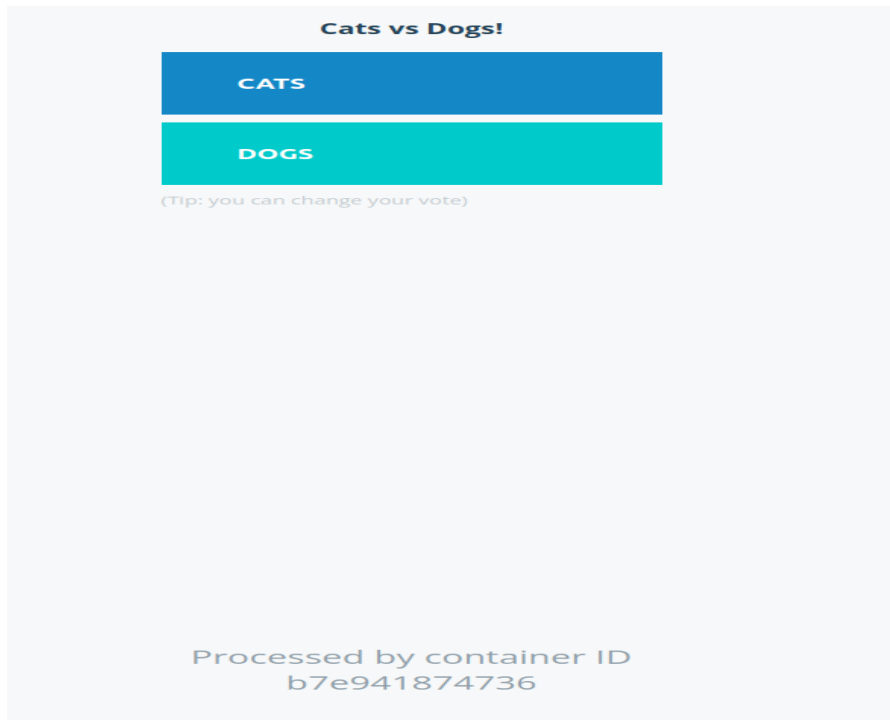 Cats vs Dogs!
CATS
DOGS
(Tip: you can change your vote)
Processed by container ID
b7e941874736